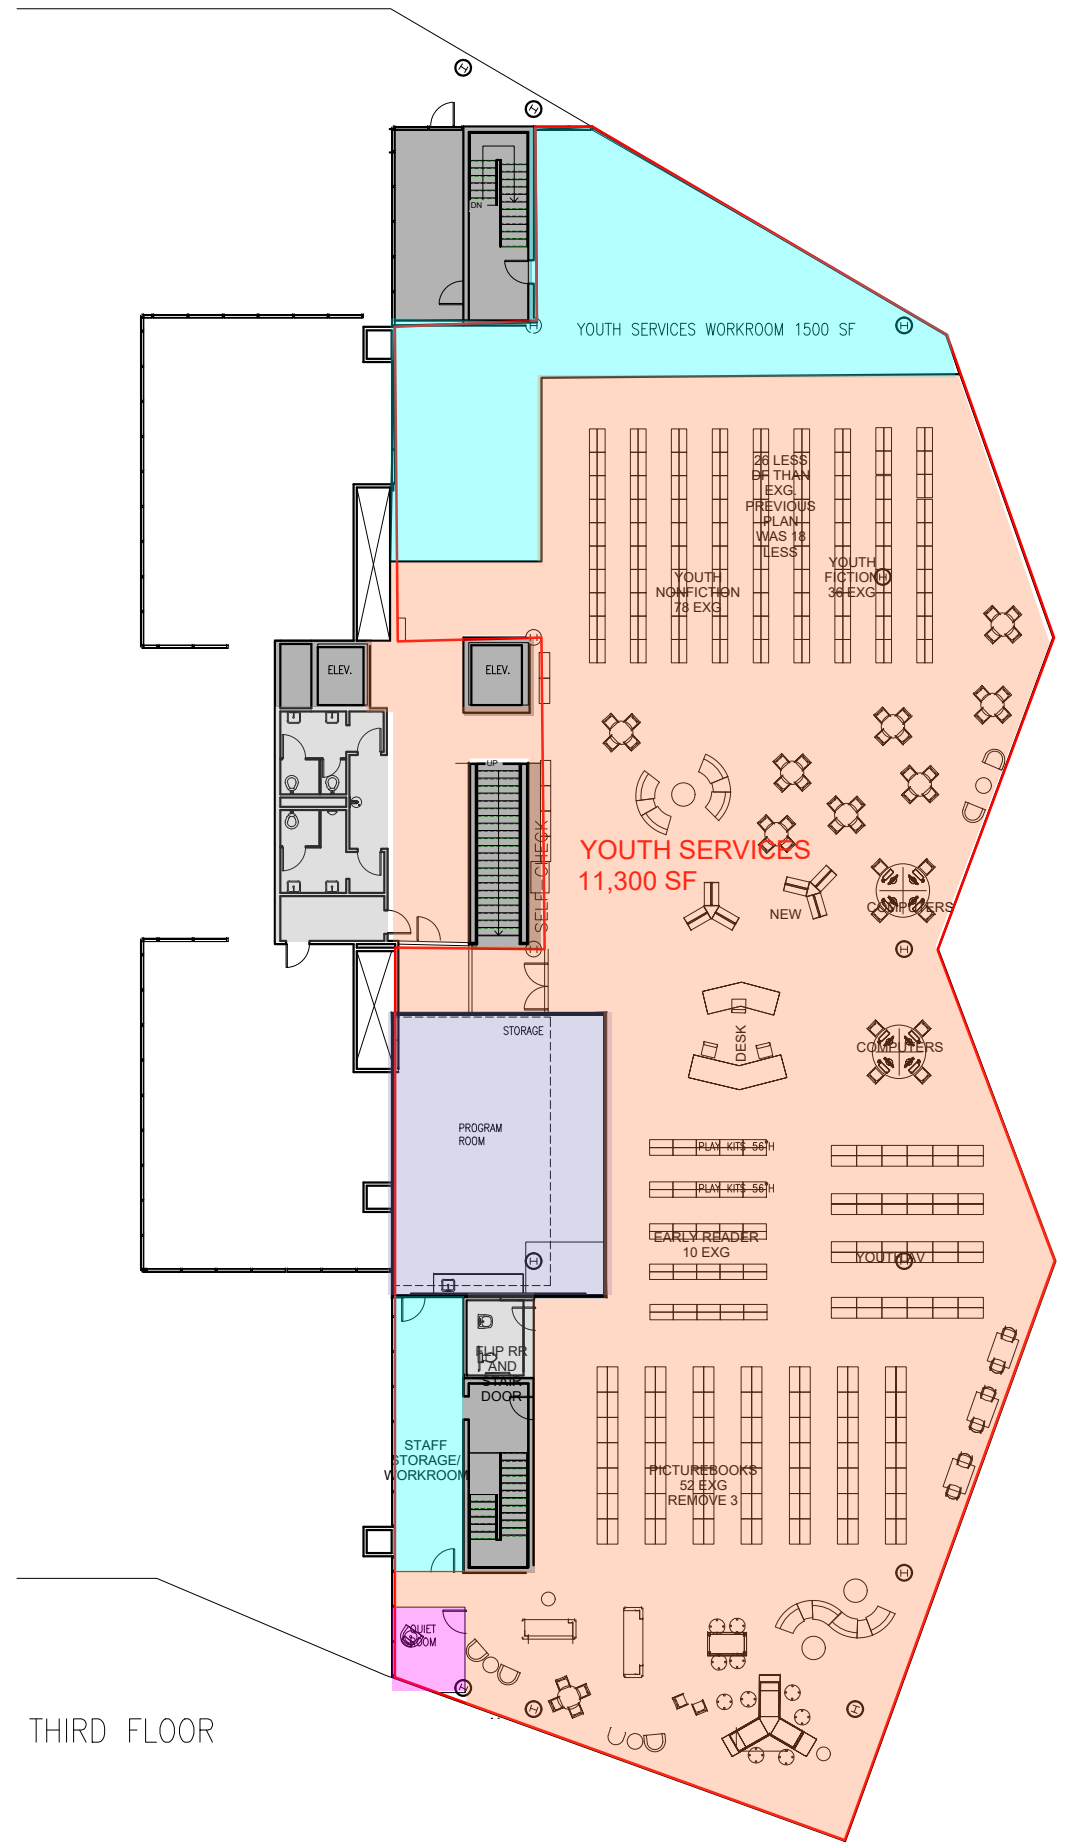 DN
YOUTH SERVICES WORKROOM 1500 SF
26 LESS
DF THAN
EXG.
PREVIOUS
PLAN
WAS 18
LESS
YOUTH
NONFICTION
78 EXG
YOUTH
FICTION
36 EXG
ELEV.
ELEV.
UP
SELF CHECK
YOUTH SERVICES
11,300 SF
NEW
COMPUTERS
DESK
COMPUTERS
STORAGE
PROGRAM
ROOM
PLAY KITS 56"H
PLAY KITS 56"H
EARLY READER
10 EXG
YOUTH AV
FLIP RR
AND
STAIR
DOOR
STAFF
STORAGE/
WORKROOM
PICTUREBOOKS
52 EXG
REMOVE 3
QUIET
ROOM
THIRD FLOOR